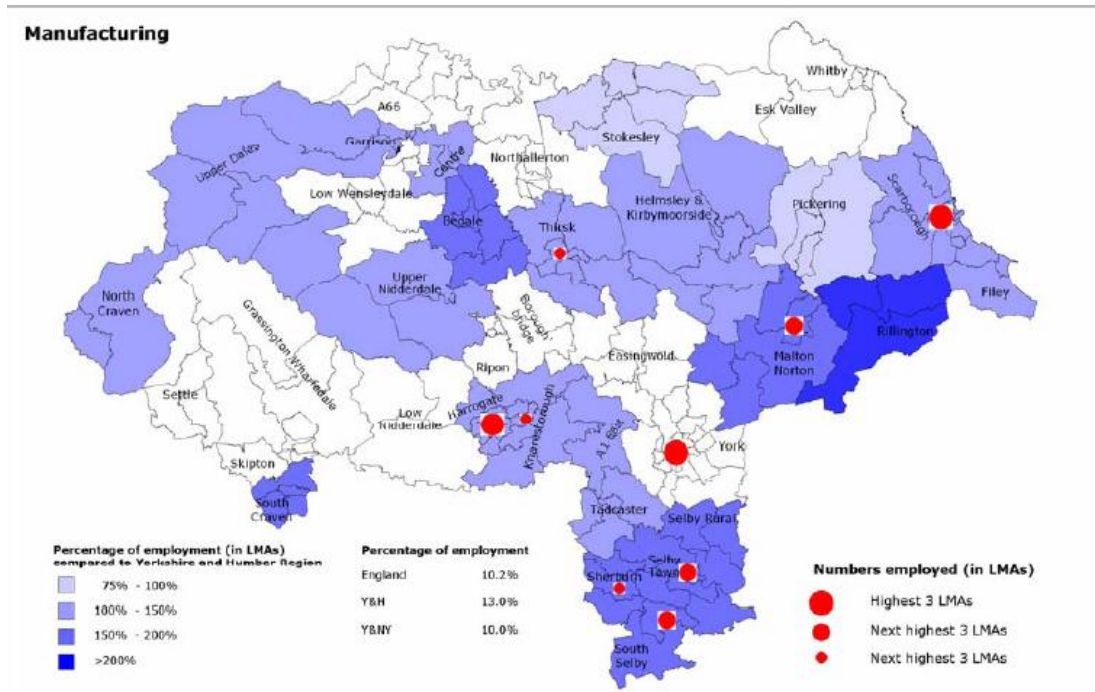 Manufacturing
Whitby
A66
Esk Valley
Garrison
Stokesley
Upper Dales
Centre
Northallerton
Low Wensleydale
Helmsley &
Kirbymoorside
Pickering
Scarborough
Bedale
Thirsk
Upper
Nidderdale
North
Craven
Filey
Borough
bridge
Grassington Wharfedale
Rillington
Easingwold
Malton
Norton
Ripon
Settle
Low
Nidderdale
Harrogate
Knaresborough
A1 East
York
Skipton
South
Craven
Tadcaster
Selby Rural
Selby
Town
Sherburn
South
Selby
Percentage of employment (in LMAs)
compared to Yorkshire and Humber Region
75% - 100%
100% - 150%
150% - 200%
>200%
Percentage of employment
England 10.2%
Y&H 13.0%
Y&NY 10.0%
Numbers employed (in LMAs)
Highest 3 LMAs
Next highest 3 LMAs
Next highest 3 LMAs